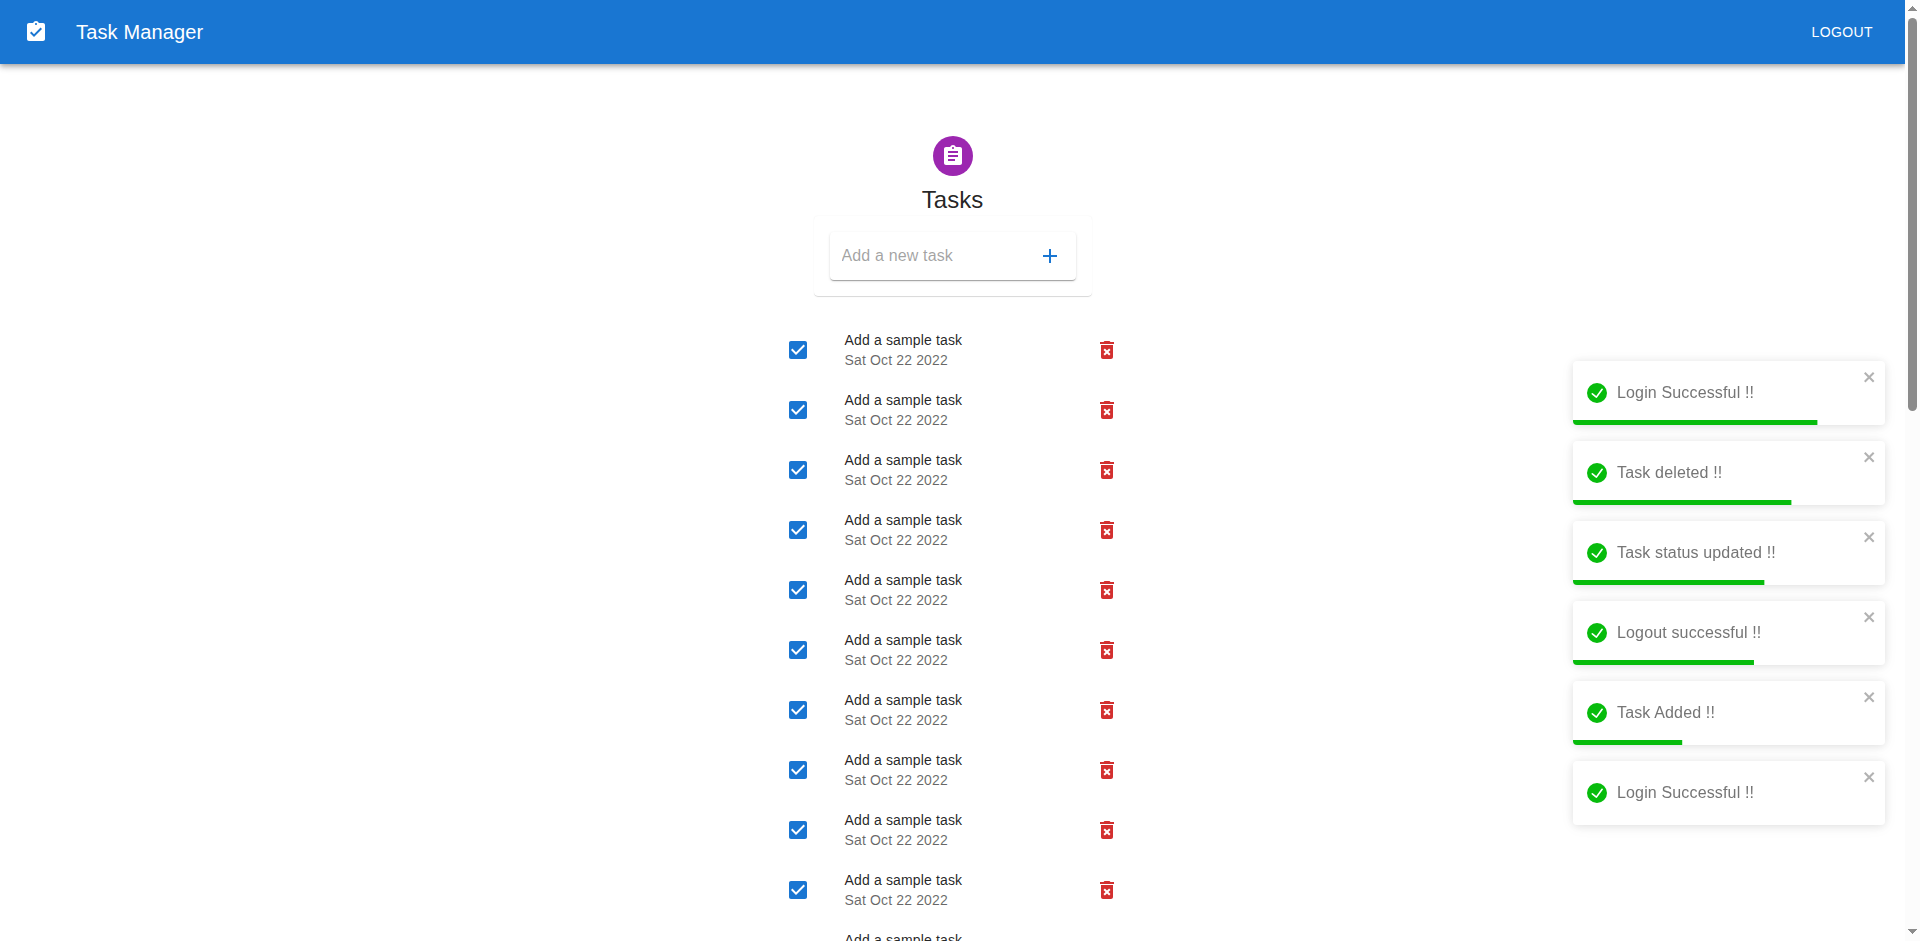 Task Manager
LOGOUT
Tasks
Add a new task
Add a sample task
Sat Oct 22 2022
Add a sample task
Sat Oct 22 2022
Add a sample task
Sat Oct 22 2022
Add a sample task
Sat Oct 22 2022
Add a sample task
Sat Oct 22 2022
Add a sample task
Sat Oct 22 2022
Add a sample task
Sat Oct 22 2022
Add a sample task
Sat Oct 22 2022
Add a sample task
Sat Oct 22 2022
Add a sample task
Sat Oct 22 2022
Add a sample task
Login Successful !!
Task deleted !!
Task status updated !!
Logout successful !!
Task Added !!
Login Successful !!